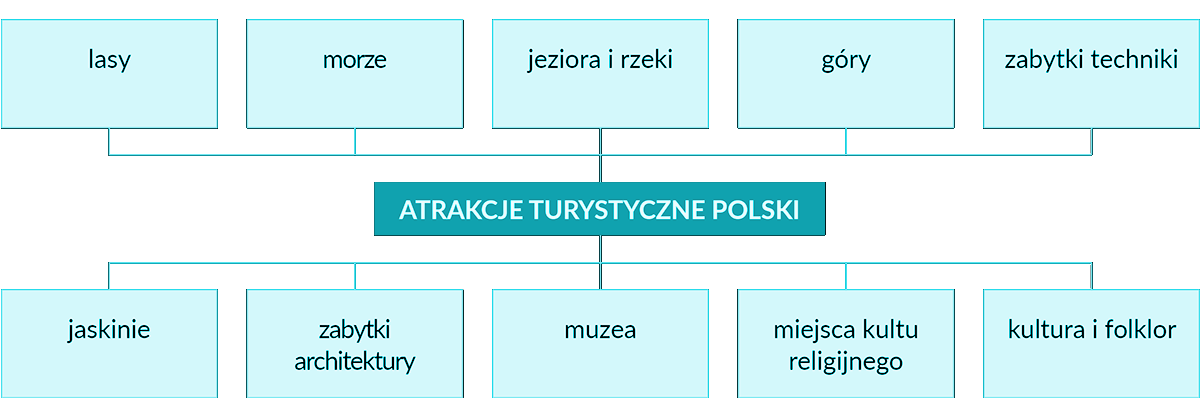 lasy
morze
jeziora i rzeki
góry
zabytki techniki
ATRAKCJE TURYSTYCZNE POLSKI
jaskinie
zabytki
architektury
muzea
miejsca kultu
religijnego
kultura i folklor